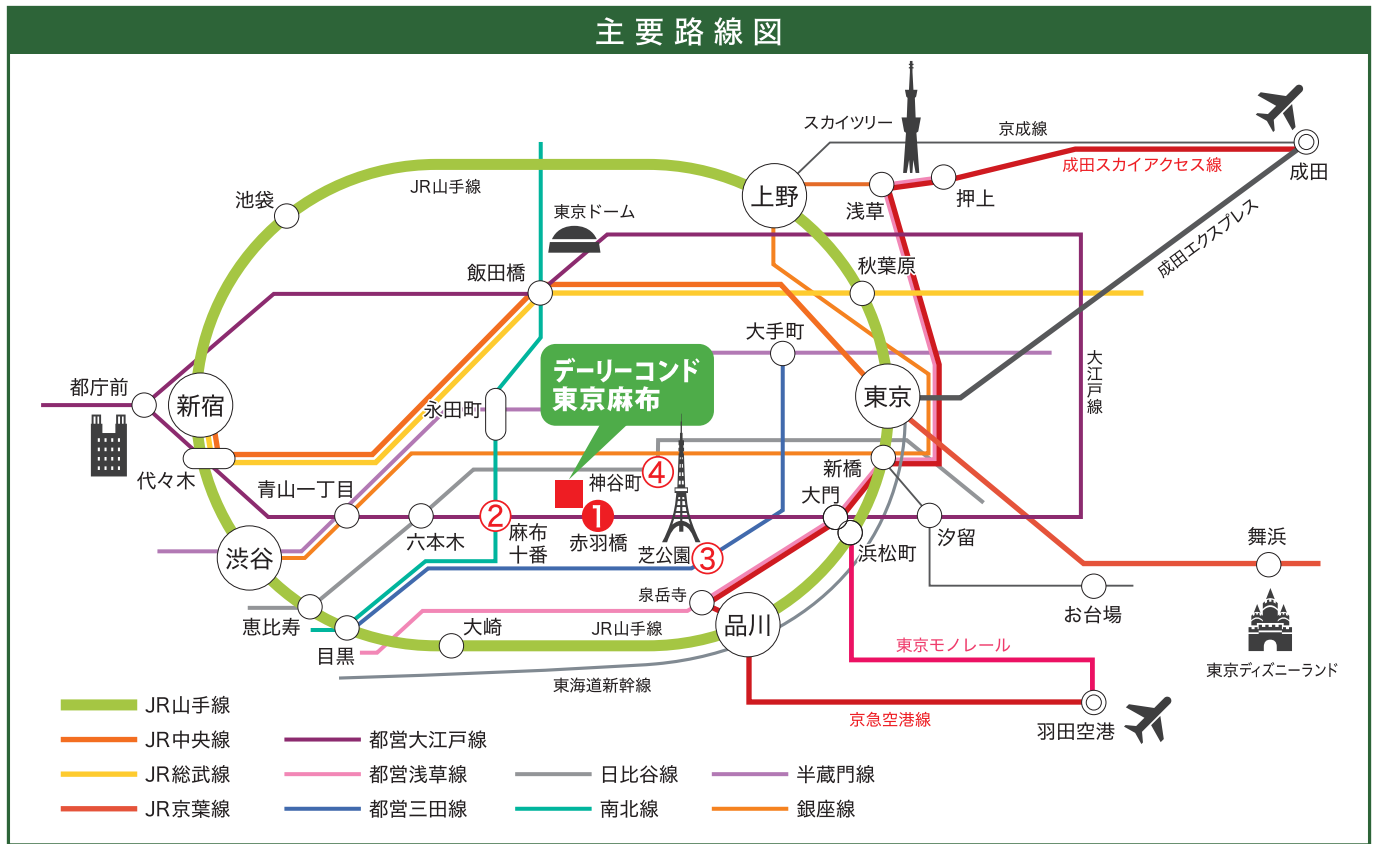 主要路線図
スカイツリー
京成線
成田スカイアクセス線
成田
JR山手線
池袋
上野
浅草
押上
東京ドーム
成田エクスプレス
飯田橋
秋葉原
大手町
デーリーコンド
東京麻布
大江戸線
都庁前
新宿
永田町
東京
代々木
青山一丁目
神谷町
④
新橋
大門
②
麻布
十番
①
赤羽橋
六本木
芝公園
③
浜松町
汐留
舞浜
渋谷
泉岳寺
品川
お台場
恵比寿
目黒
大崎
JR山手線
東京モノレール
東京ディズニーランド
東海道新幹線
京急空港線
羽田空港
JR山手線
JR中央線
都営大江戸線
JR総武線
都営浅草線
日比谷線
半蔵門線
JR京葉線
都営三田線
南北線
銀座線